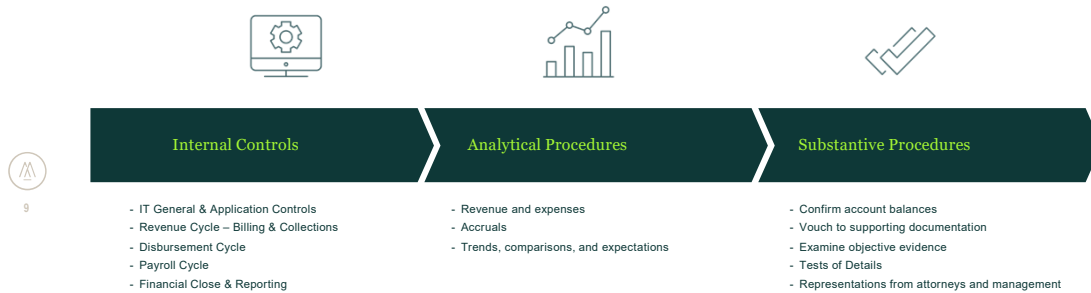 Internal Controls
Analytical Procedures
Substantive Procedures
- IT General & Application Controls
- Revenue Cycle – Billing & Collections
- Disbursement Cycle
- Payroll Cycle
- Financial Close & Reporting
- Revenue and expenses
- Accruals
- Trends, comparisons, and expectations
- Confirm account balances
- Vouch to supporting documentation
- Examine objective evidence
- Tests of Details
- Representations from attorneys and management
9